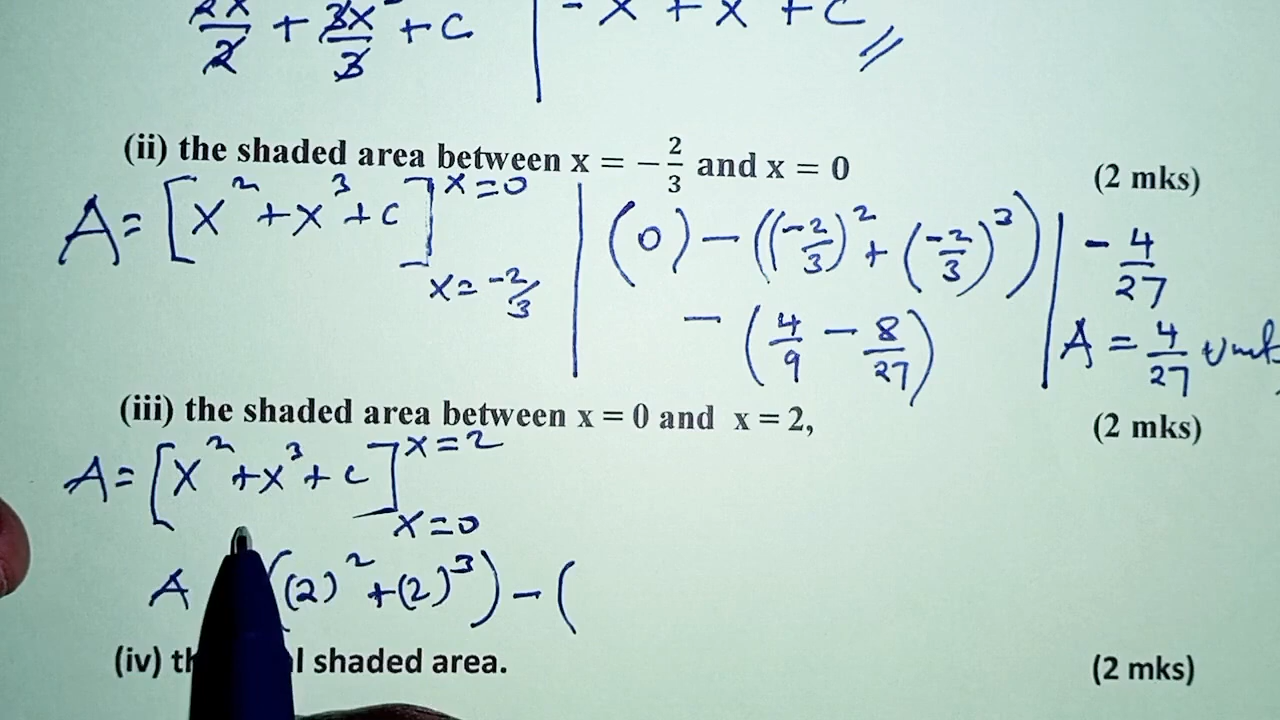 2x/2 + 3x/3 + c | - x + x + c //
(ii) the shaded area between x = −2/3 and x = 0 (2 mks)
A = [x² + x³ + c] x=0 x=-2/3 | (0) - ((-2/3)² + (-2/3)³) | - 4/27
- (4/9 - 8/27) | A = 4/27 units
(iii) the shaded area between x = 0 and x = 2, (2 mks)
A = [x² + x³ + c] x=2 x=0
A ((2)² + (2)³) - (
(iv) shaded area. (2 mks)